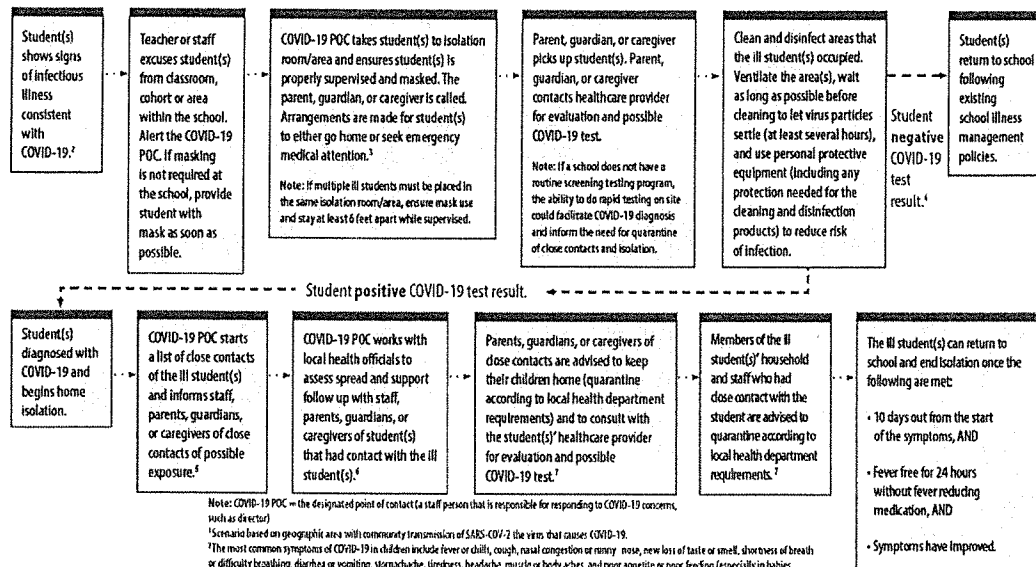 Student(s)
shows signs
of infectious
illness
consistent
with
COVID-19.²
Teacher or staff
excuses student(s)
from classroom,
cohort or area
within the school.
Alert the COVID-19
POC. If masking
is not required at
the school, provide
student with
mask as soon as
possible.
COVID-19 POC takes student(s) to isolation
room/area and ensures student(s) is
properly supervised and masked. The
parent, guardian, or caregiver is called.
Arrangements are made for student(s)
to either go home or seek emergency
medical attention.³
Note: If multiple ill students must be placed in
the same isolation room/area, ensure mask use
and stay at least 6 feet apart while supervised.
Parent, guardian, or caregiver
picks up student(s). Parent,
guardian, or caregiver
contacts healthcare provider
for evaluation and possible
COVID-19 test.
Note: If a school does not have a
routine screening testing program,
the ability to do rapid testing on site
could facilitate COVID-19 diagnosis
and inform the need for quarantine
of close contacts and isolation.
Clean and disinfect areas that
the ill student(s) occupied.
Ventilate the area(s), wait
as long as possible before
cleaning to let virus particles
settle (at least several hours),
and use personal protective
equipment (including any
protection needed for the
cleaning and disinfection
products) to reduce risk
of infection.
Student
negative
COVID-19
test
result.⁴
Student(s)
return to school
following
existing
school illness
management
policies.
Student positive COVID-19 test result.
Student(s)
diagnosed with
COVID-19 and
begins home
isolation.
COVID-19 POC starts
a list of close contacts
of the ill student(s)
and informs staff,
parents, guardians,
or caregivers of close
contacts of possible
exposure.⁵
COVID-19 POC works with
local health officials to
assess spread and support
follow up with staff,
parents, guardians, or
caregivers of student(s)
that had contact with the ill
student(s).⁶
Parents, guardians, or caregivers of
close contacts are advised to keep
their children home (quarantine
according to local health department
requirements) and to consult with
the student(s)' healthcare provider
for evaluation and possible
COVID-19 test.⁷
Members of the ill
student(s)' household
and staff who had
close contact with the
student are advised to
quarantine according to
local health department
requirements.⁷
The ill student(s) can return to
school and end isolation once the
following are met:
• 10 days out from the start
of the symptoms, AND
• Fever free for 24 hours
without fever reducing
medication, AND
• Symptoms have improved.
Note: COVID-19 POC = the designated point of contact (a staff person that is responsible for responding to COVID-19 concerns,
such as director)
¹Scenario based on geographic area with community transmission of SARS-COV-2 the virus that causes COVID-19.
²The most common symptoms of COVID-19 in children include fever or chills, cough, nasal congestion or runny nose, new loss of taste or smell, shortness of breath
or difficulty breathing, diarrhea or vomiting, stomachache, tiredness, headache, muscle or body aches, and poor appetite or poor feeding (especially in babies